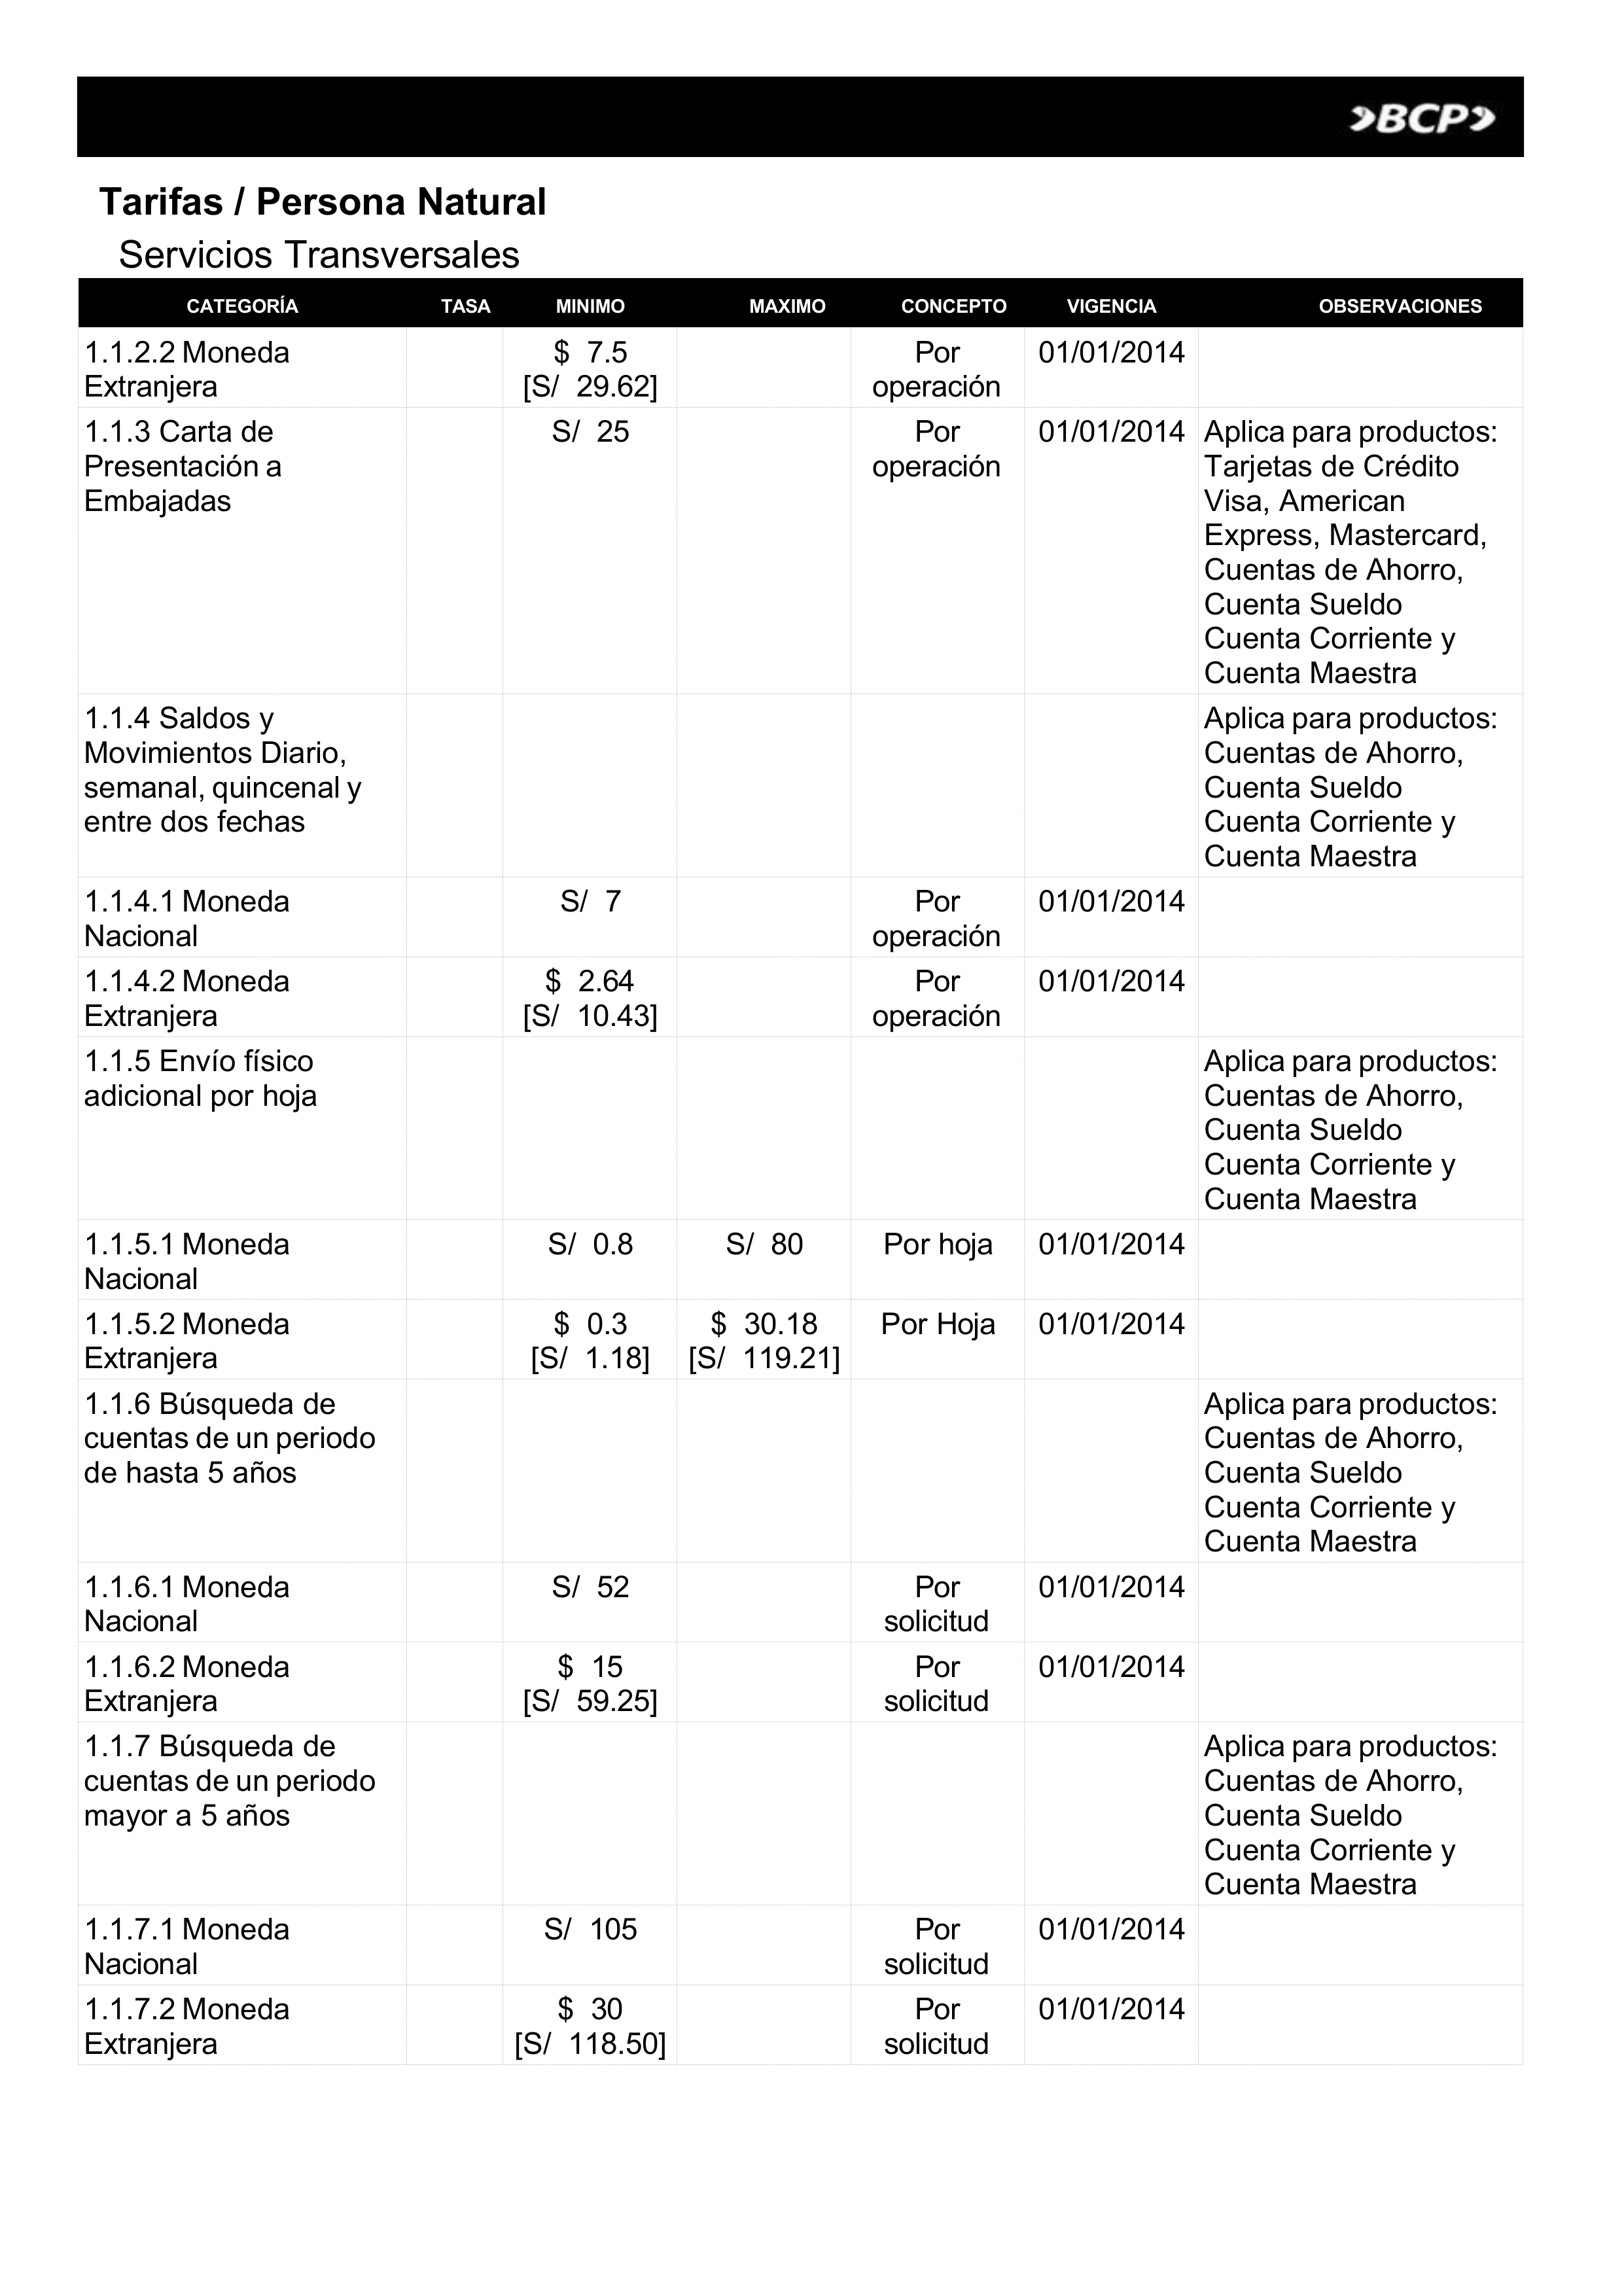 BCP
Tarifas / Persona Natural
Servicios Transversales
CATEGORÍA TASA MINIMO MAXIMO CONCEPTO VIGENCIA OBSERVACIONES
1.1.2.2 Moneda
Extranjera
$ 7.5
[S/ 29.62]
Por
operación
01/01/2014
1.1.3 Carta de
Presentación a
Embajadas
S/ 25
Por
operación
01/01/2014
Aplica para productos:
Tarjetas de Crédito
Visa, American
Express, Mastercard,
Cuentas de Ahorro,
Cuenta Sueldo
Cuenta Corriente y
Cuenta Maestra
1.1.4 Saldos y
Movimientos Diario,
semanal, quincenal y
entre dos fechas
Aplica para productos:
Cuentas de Ahorro,
Cuenta Sueldo
Cuenta Corriente y
Cuenta Maestra
1.1.4.1 Moneda
Nacional
S/ 7
Por
operación
01/01/2014
1.1.4.2 Moneda
Extranjera
$ 2.64
[S/ 10.43]
Por
operación
01/01/2014
1.1.5 Envío físico
adicional por hoja
Aplica para productos:
Cuentas de Ahorro,
Cuenta Sueldo
Cuenta Corriente y
Cuenta Maestra
1.1.5.1 Moneda
Nacional
S/ 0.8
S/ 80
Por hoja
01/01/2014
1.1.5.2 Moneda
Extranjera
$ 0.3
[S/ 1.18]
$ 30.18
[S/ 119.21]
Por Hoja
01/01/2014
1.1.6 Búsqueda de
cuentas de un periodo
de hasta 5 años
Aplica para productos:
Cuentas de Ahorro,
Cuenta Sueldo
Cuenta Corriente y
Cuenta Maestra
1.1.6.1 Moneda
Nacional
S/ 52
Por
solicitud
01/01/2014
1.1.6.2 Moneda
Extranjera
$ 15
[S/ 59.25]
Por
solicitud
01/01/2014
1.1.7 Búsqueda de
cuentas de un periodo
mayor a 5 años
Aplica para productos:
Cuentas de Ahorro,
Cuenta Sueldo
Cuenta Corriente y
Cuenta Maestra
1.1.7.1 Moneda
Nacional
S/ 105
Por
solicitud
01/01/2014
1.1.7.2 Moneda
Extranjera
$ 30
[S/ 118.50]
Por
solicitud
01/01/2014